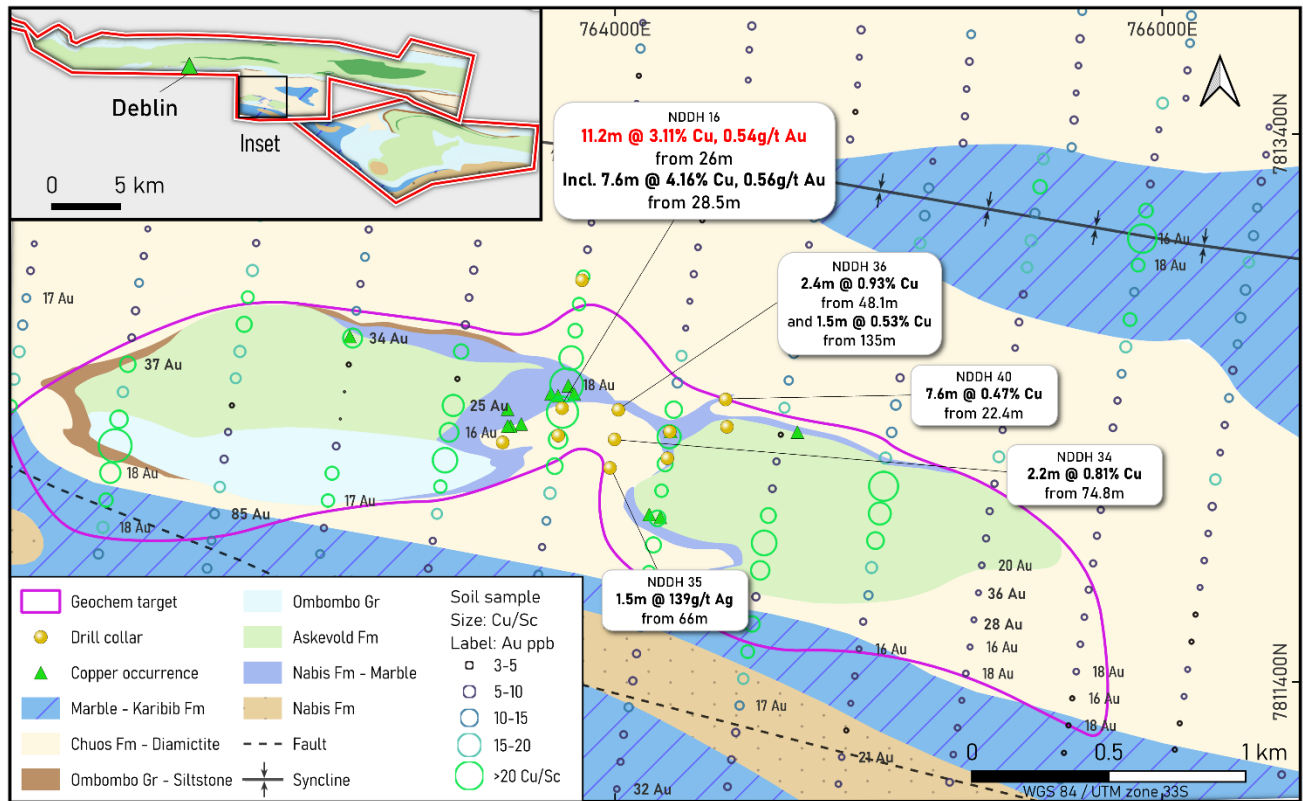 764000E
766000E
7813400N
7811400N
Deblin
Inset
0 5 km
NDDH 16
11.2m @ 3.11% Cu, 0.54g/t Au
from 26m
Incl. 7.6m @ 4.16% Cu, 0.56g/t Au
from 28.5m
16 Au
18 Au
NDDH 36
2.4m @ 0.93% Cu
from 48.1m
and 1.5m @ 0.53% Cu
from 135m
17 Au
34 Au
37 Au
18 Au
25 Au
16 Au
NDDH 40
7.6m @ 0.47% Cu
from 22.4m
NDDH 34
2.2m @ 0.81% Cu
from 74.8m
18 Au
17 Au
85 Au
18 Au
NDDH 35
1.5m @ 139g/t Ag
from 66m
20 Au
36 Au
28 Au
16 Au
16 Au
18 Au
18 Au
16 Au
17 Au
18 Au
21 Au
32 Au
Geochem target
Drill collar
Copper occurrence
Marble - Karibib Fm
Chuos Fm - Diamictite
Ombombo Gr - Siltstone
Ombombo Gr
Askevold Fm
Nabis Fm - Marble
Nabis Fm
Fault
Syncline
Soil sample
Size: Cu/Sc
Label: Au ppb
3-5
5-10
10-15
15-20
>20 Cu/Sc
0 0.5 1 km
WGS 84 / UTM zone 33S